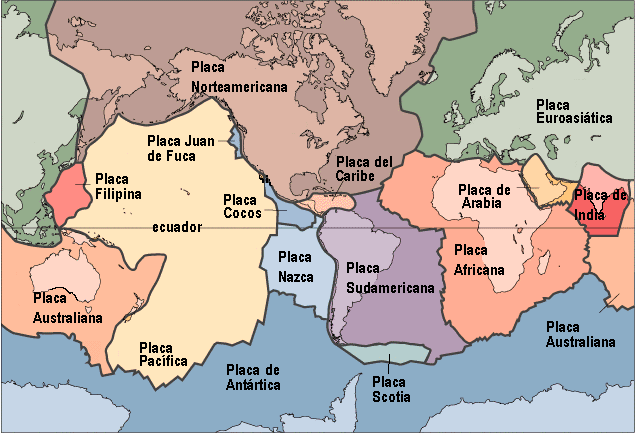 Placa
Norteamericana
Placa
Euroasiática
Placa Juan
de Fuca
Placa del
Caribe
Placa
Filipina
Placa de
Arabia
Placa de
India
Placa
Cocos
ecuador
Placa
Nazca
Placa
Sudamericana
Placa
Africana
Placa
Australiana
Placa
Australiana
Placa
Pacífica
Placa de
Antártica
Placa
Scotia